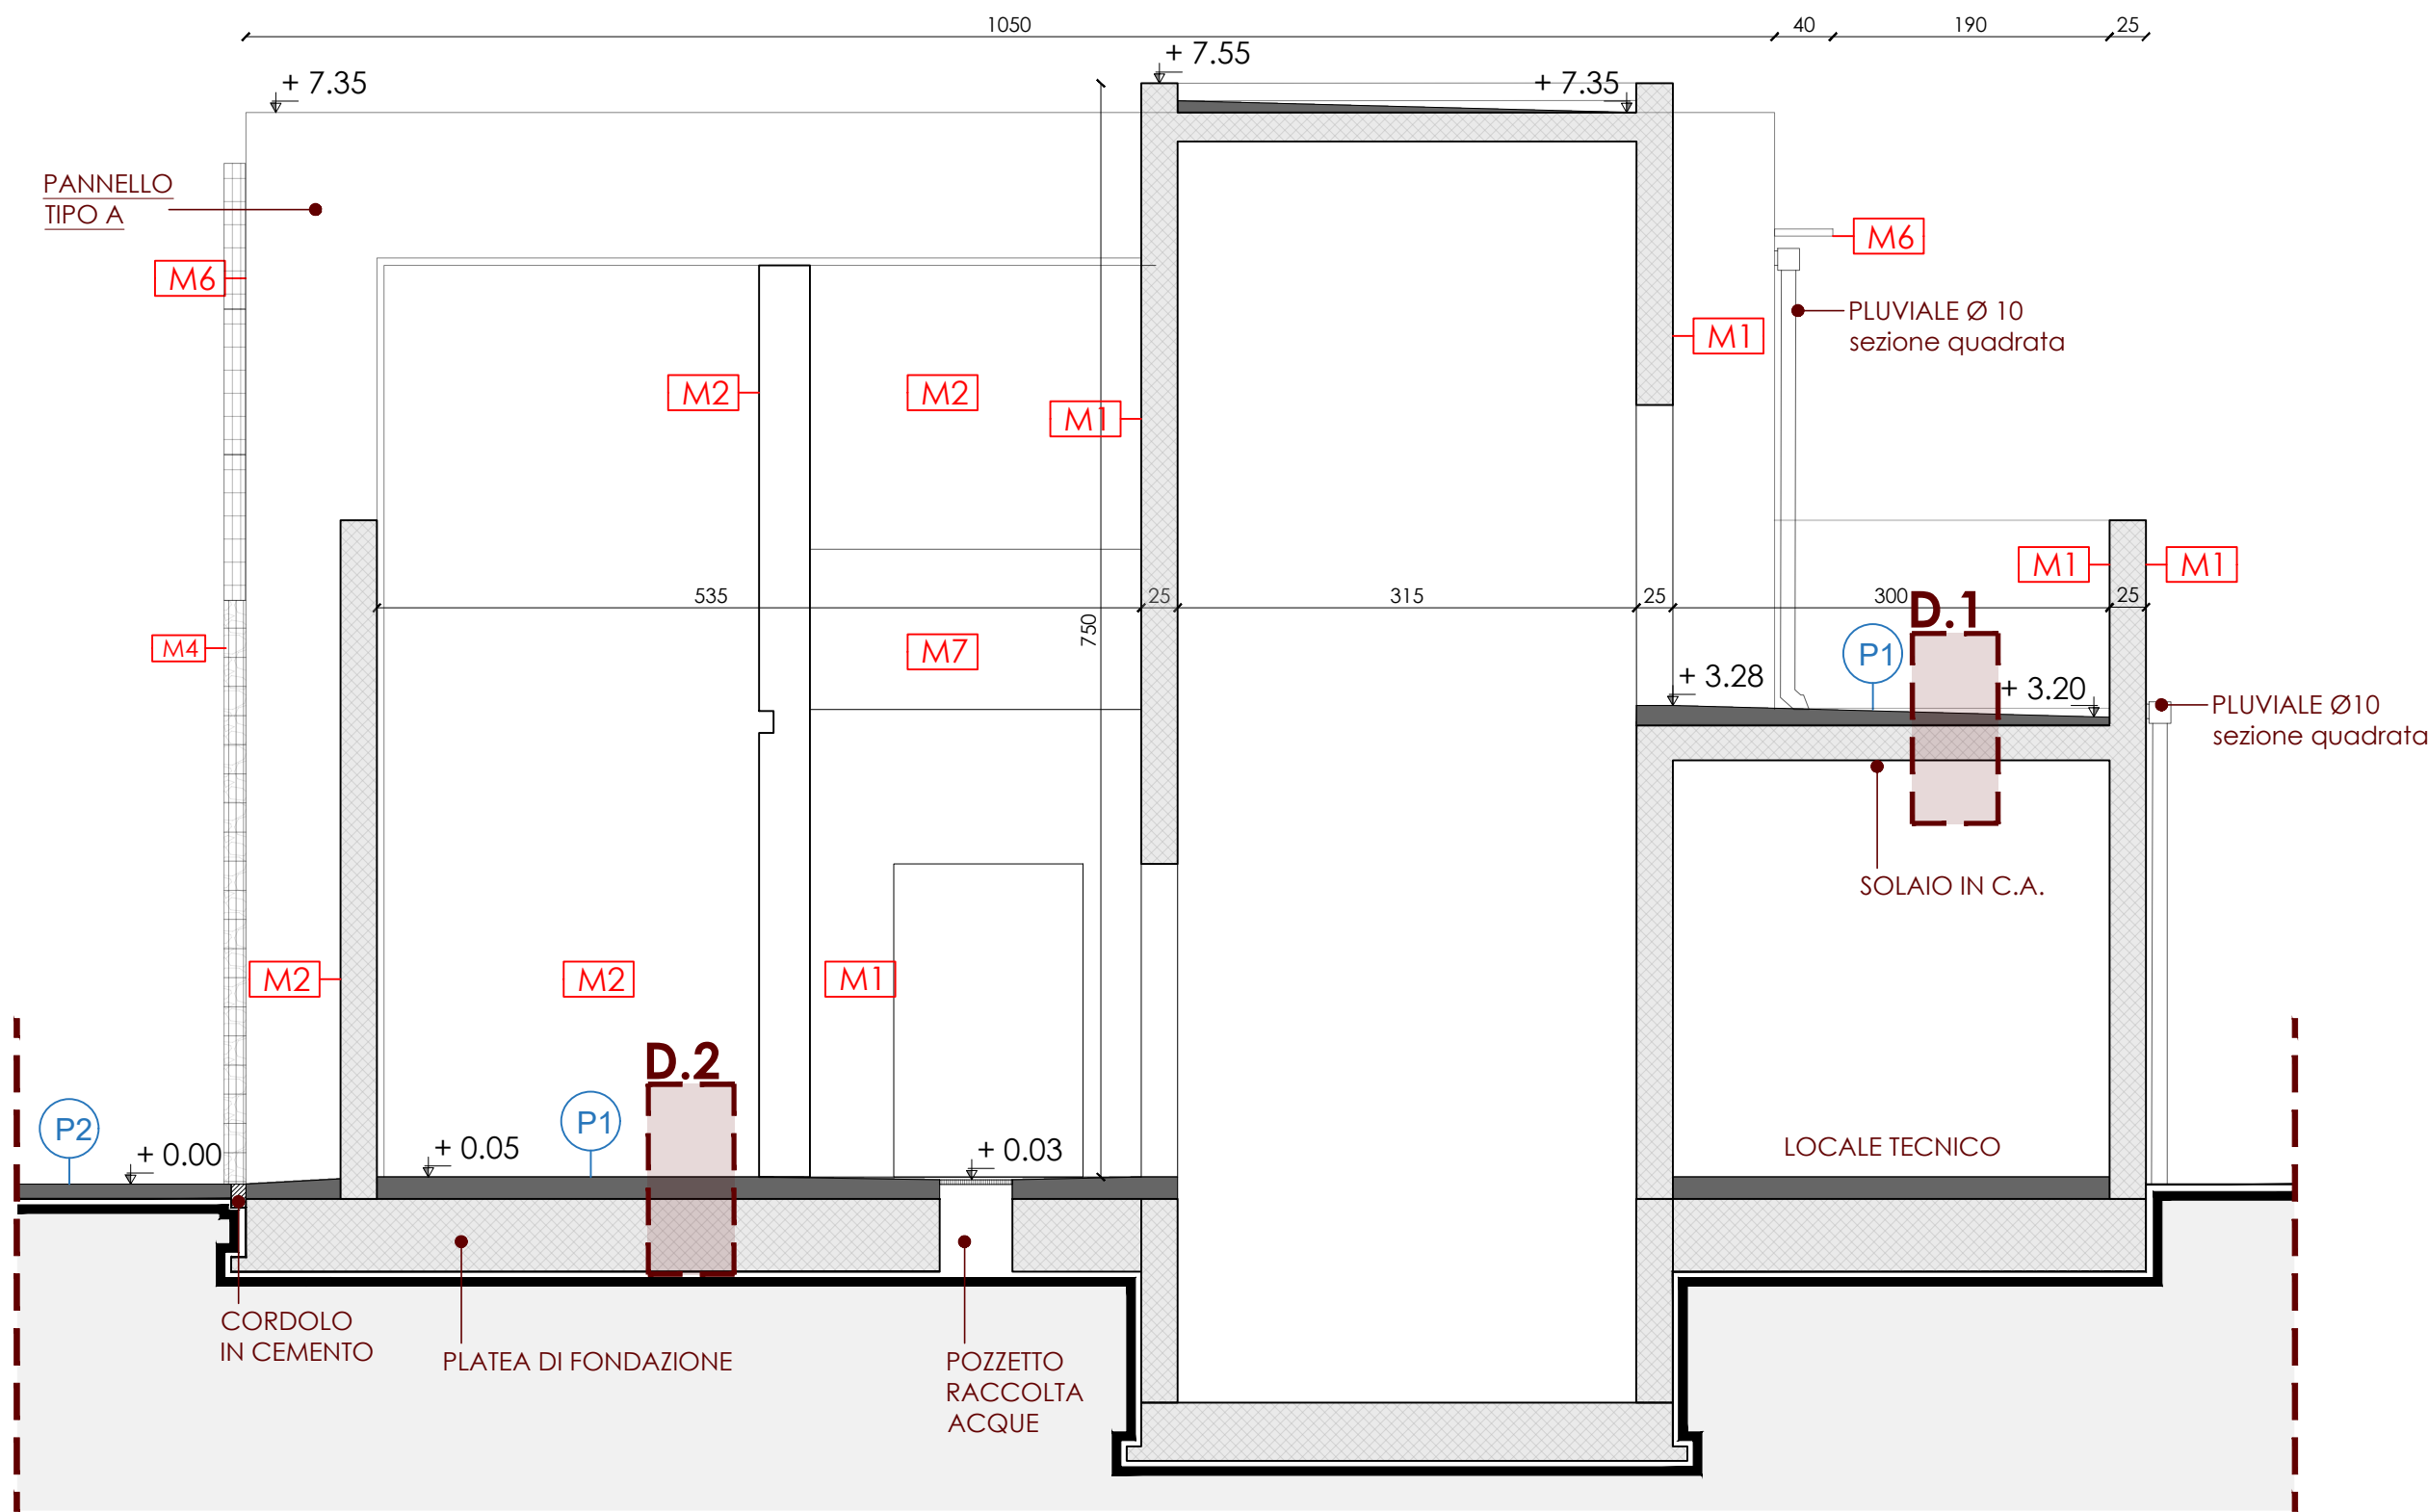 1050
40
190
25
+ 7.55
+ 7.35
+ 7.35
PANNELLO
TIPO A
M6
M6
PLUVIALE Ø 10
sezione quadrata
M1
M2
M2
M1
M1
M1
535
25
315
25
300
25
D.1
750
M4
M7
P1
+ 3.28
+ 3.20
PLUVIALE Ø10
sezione quadrata
SOLAIO IN C.A.
M2
M2
M1
D.2
P2
P1
+ 0.00
+ 0.05
+ 0.03
LOCALE TECNICO
CORDOLO
IN CEMENTO
PLATEA DI FONDAZIONE
POZZETTO
RACCOLTA
ACQUE